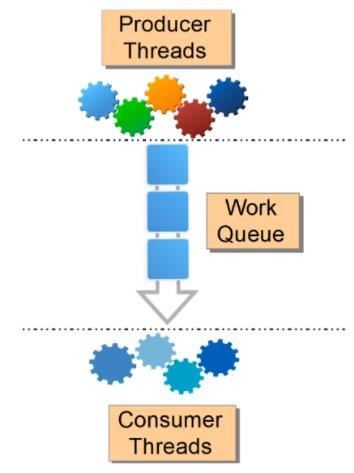 Producer
Threads
Work
Queue
Consumer
Threads